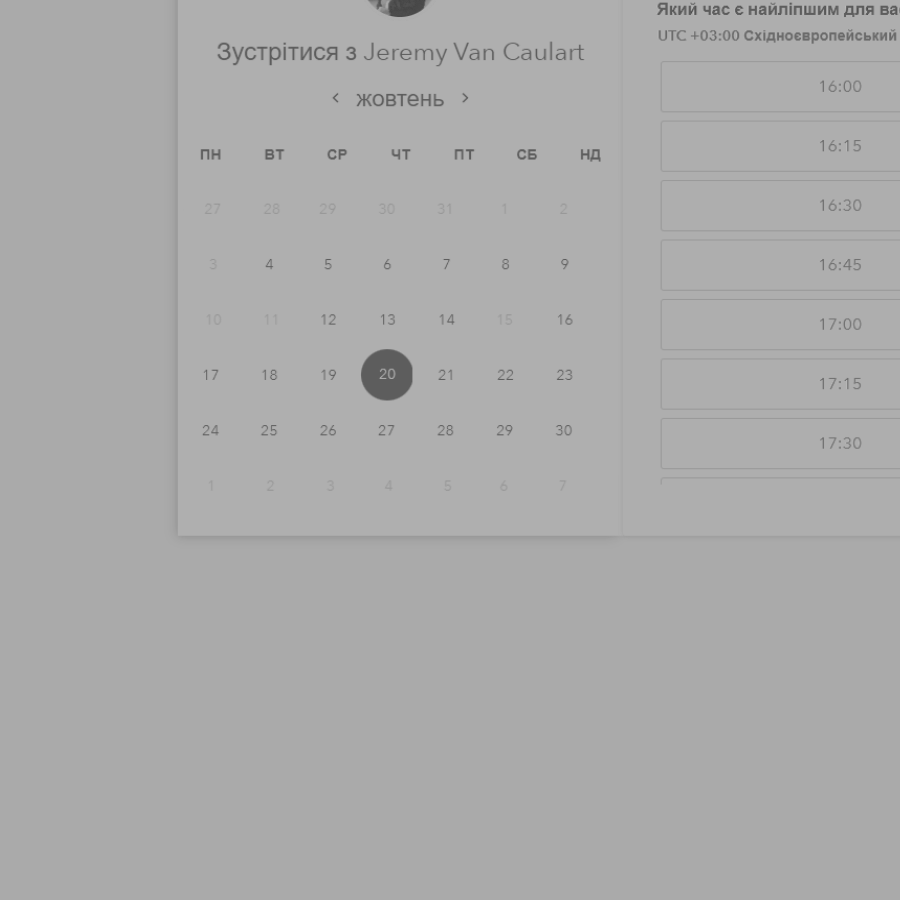 Зустрітися з Jeremy Van Caulart
жовтень
ПН ВТ СР ЧТ ПТ СБ НД
27 28 29 30 31 1 2
3 4 5 6 7 8 9
10 11 12 13 14 15 16
17 18 19 20 21 22 23
24 25 26 27 28 29 30
1 2 3 4 5 6 7
Який час є найліпшим для ва
UTC +03:00 Східноєвропейський
16:00
16:15
16:30
16:45
17:00
17:15
17:30